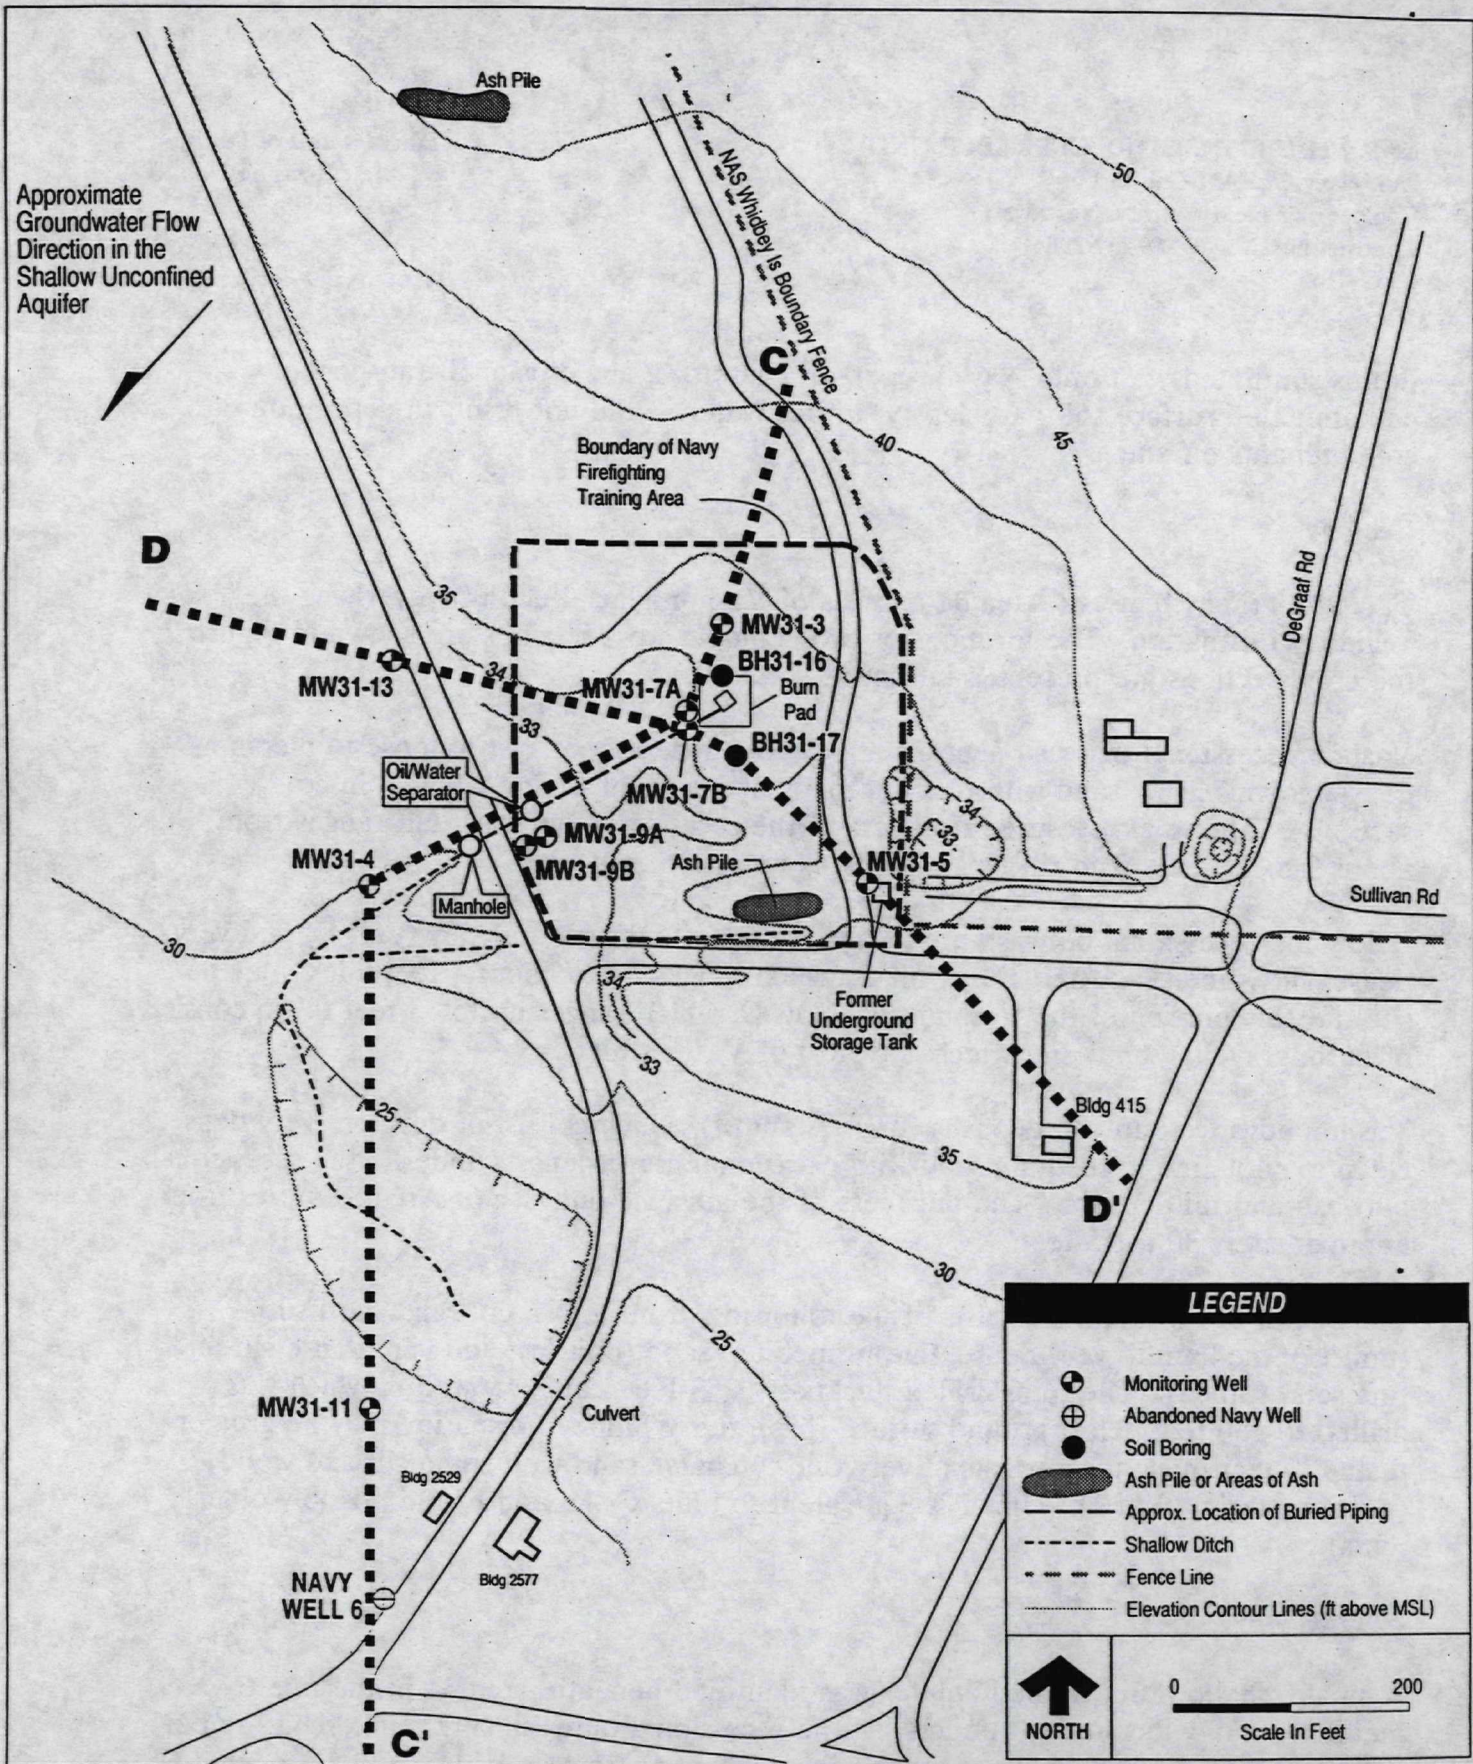 Ash Pile
50
Approximate
Groundwater Flow
Direction in the
Shallow Unconfined
Aquifer
NAS Whidbey Is Boundary Fence
C
40
45
Boundary of Navy
Firefighting
Training Area
D
35
DeGraaf Rd
MW31-3
34
BH31-16
MW31-13
MW31-7A
Burn
Pad
33
BH31-17
Oil/Water
Separator
MW31-7B
34
33
MW31-9A
MW31-4
MW31-9B
Ash Pile
MW31-5
Manhole
Sullivan Rd
30
34
Former
Underground
Storage Tank
33
25
Bldg 415
35
D'
30
25
MW31-11
Culvert
Bldg 2529
Bldg 2577
NAVY
WELL 6
C'
LEGEND
Monitoring Well
Abandoned Navy Well
Soil Boring
Ash Pile or Areas of Ash
Approx. Location of Buried Piping
Shallow Ditch
Fence Line
Elevation Contour Lines (ft above MSL)
NORTH
0 200
Scale In Feet